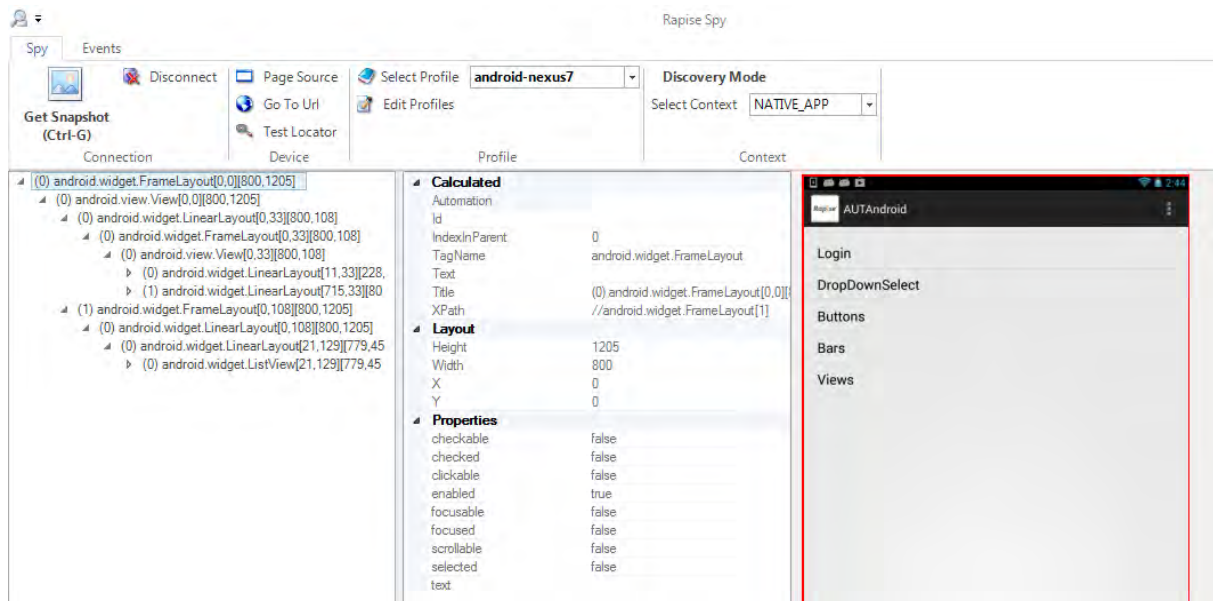 Rapise Spy
Spy Events
Get Snapshot
(Ctrl-G)
Disconnect
Connection
Page Source
Go To Url
Test Locator
Device
Select Profile android-nexus7
Edit Profiles
Profile
Discovery Mode
Select Context NATIVE_APP
Context
(0) android.widget.FrameLayout[0,0][800,1205]
(0) android.view.View[0,0][800,1205]
(0) android.widget.LinearLayout[0,33][800,108]
(0) android.widget.FrameLayout[0,33][800,108]
(0) android.view.View[0,33][800,108]
(0) android.widget.LinearLayout[11,33][228,
(1) android.widget.LinearLayout[715,33][80
(1) android.widget.FrameLayout[0,108][800,1205]
(0) android.widget.LinearLayout[0,108][800,1205]
(0) android.widget.LinearLayout[21,129][779,45
(0) android.widget.ListView[21,129][779,45
Calculated
Automation
Id
IndexInParent 0
TagName android.widget.FrameLayout
Text
Title (0) android.widget.FrameLayout[0,0][8
XPath //android.widget.FrameLayout[1]
Layout
Height 1205
Width 800
X 0
Y 0
Properties
checkable false
checked false
clickable false
enabled true
focusable false
focused false
scrollable false
selected false
text
2:44
Rapise AUTAndroid
Login
DropDownSelect
Buttons
Bars
Views